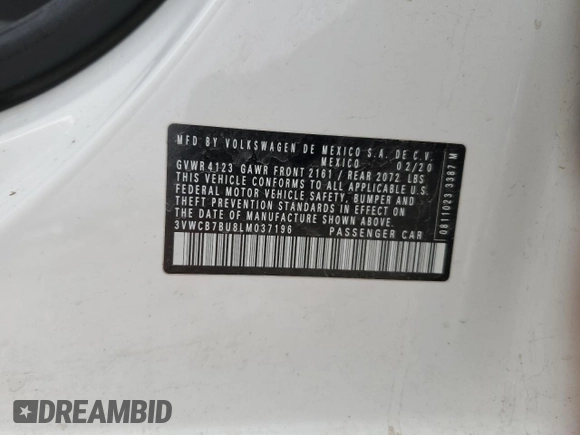 MFD BY VOLKSWAGEN DE MEXICO S.A. DE C.V.
MEXICO 02/20
GVWR 4123 GAWR FRONT 2161 / REAR 2072 LBS
THIS VEHICLE CONFORMS TO ALL APPLICABLE U.S.
FEDERAL MOTOR VEHICLE SAFETY, BUMPER AND
THEFT PREVENTION STANDARDS IN EFFECT ON
THE DATE OF MANUFACTURE SHOWN ABOVE
3VWCB7BU8LM037196 PASSENGER CAR
0811023 3387 M
DREAMBID